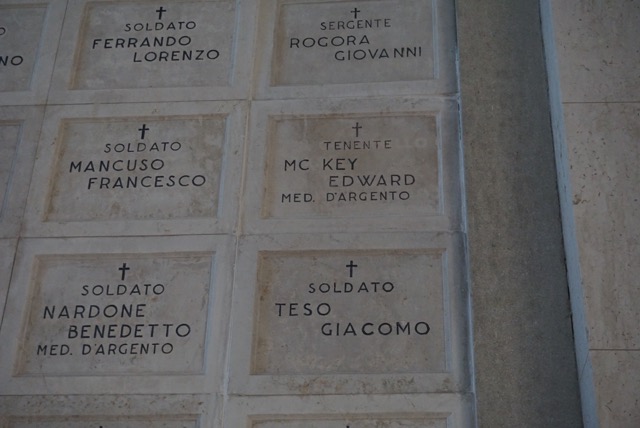 SOLDATO
FERRANDO
LORENZO
SERGENTE
ROGORA
GIOVANNI
SOLDATO
MANCUSO
FRANCESCO
TENENTE
MC KEY
EDWARD
MED. D'ARGENTO
SOLDATO
NARDONE
BENEDETTO
MED. D'ARGENTO
SOLDATO
TESO
GIACOMO